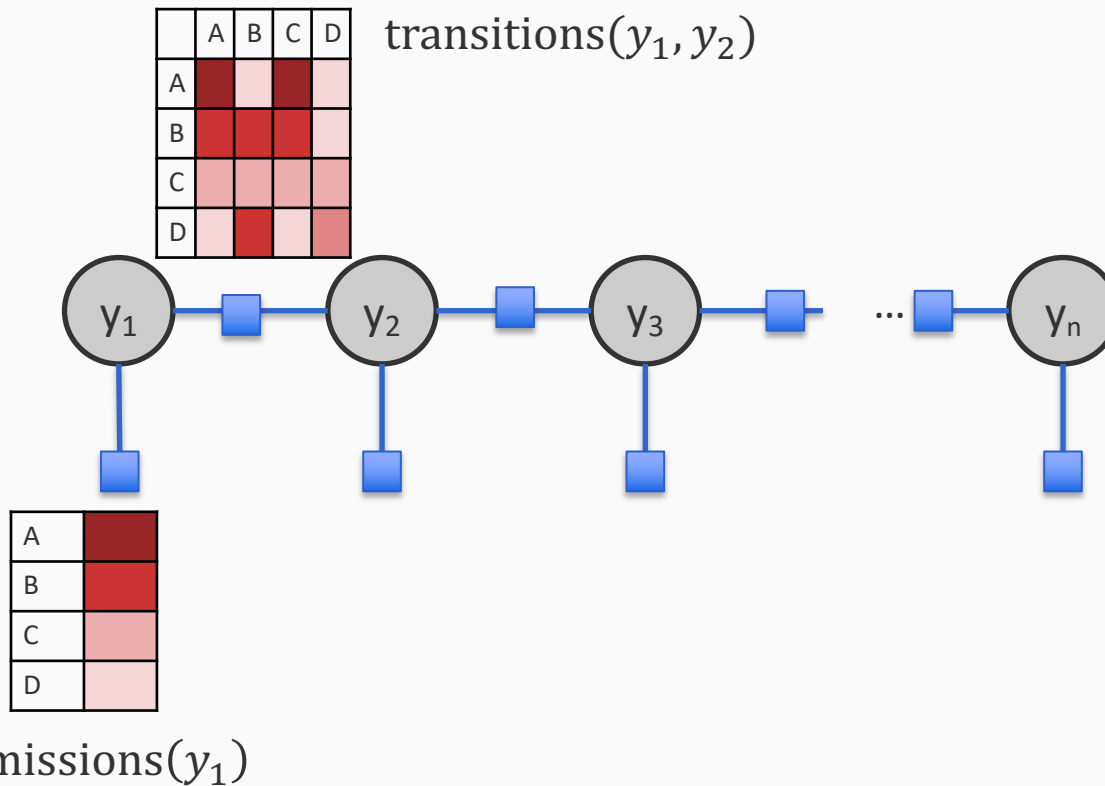 A B C D
transitions(y₁, y₂)
A
B
C
D
y₁ y₂ y₃ ... yₙ
A
B
C
D
missions(y₁)